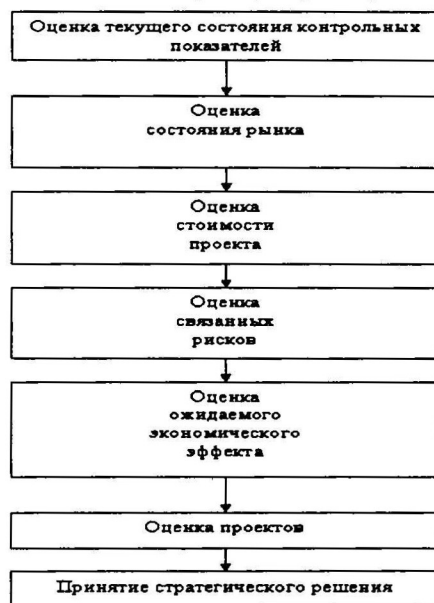 Оценка текущего состояния контрольных
показателей
Оценка
состояния рынка
Оценка
стоимости
проекта
Оценка
связанных
рисков
Оценка
ожидаемого
экономического
эффекта
Оценка проектов
Принятие стратегического решения